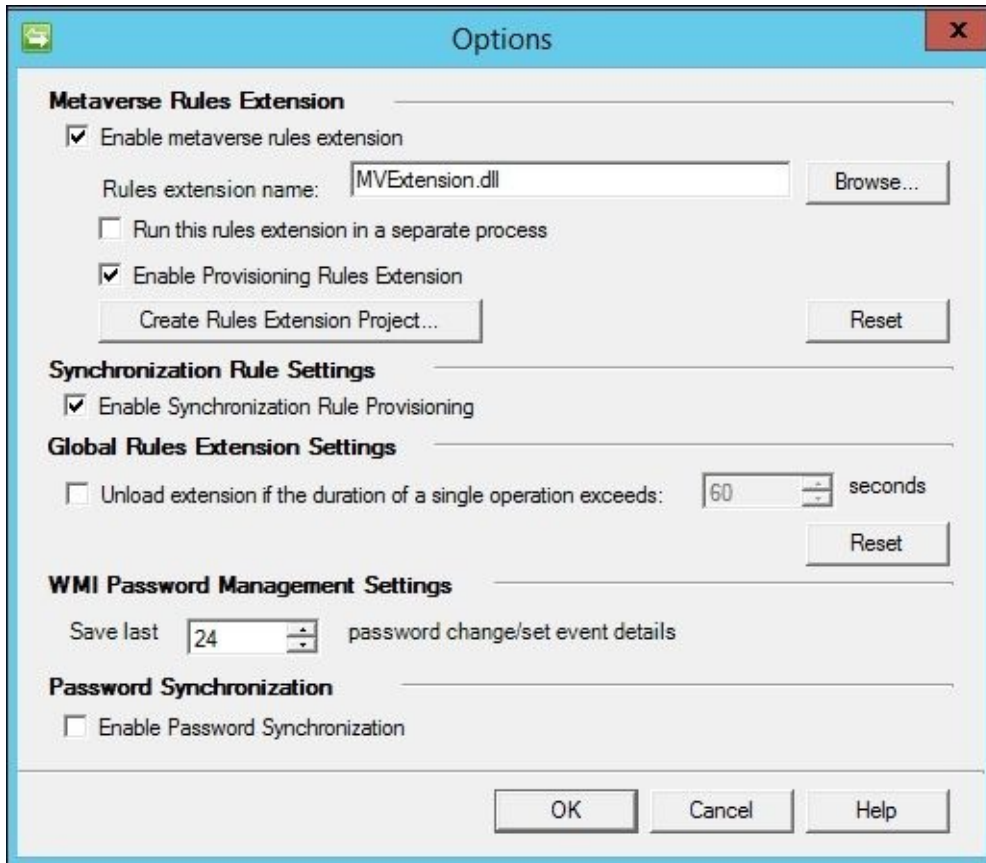 Options
x
Metaverse Rules Extension
Enable metaverse rules extension
Rules extension name: MVExtension.dll Browse...
Run this rules extension in a separate process
Enable Provisioning Rules Extension
Create Rules Extension Project... Reset
Synchronization Rule Settings
Enable Synchronization Rule Provisioning
Global Rules Extension Settings
Unload extension if the duration of a single operation exceeds: 60 seconds
Reset
WMI Password Management Settings
Save last 24 password change/set event details
Password Synchronization
Enable Password Synchronization
OK Cancel Help